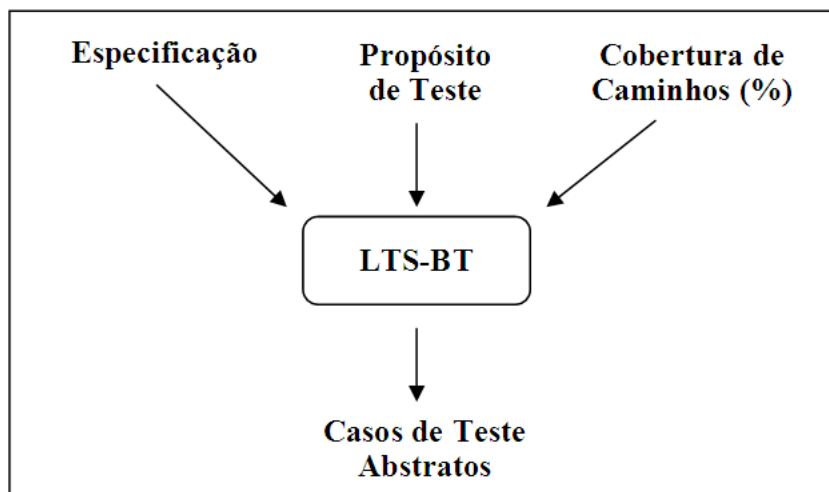 Especificação
Propósito
de Teste
Cobertura de
Caminhos (%)
LTS-BT
Casos de Teste
Abstratos